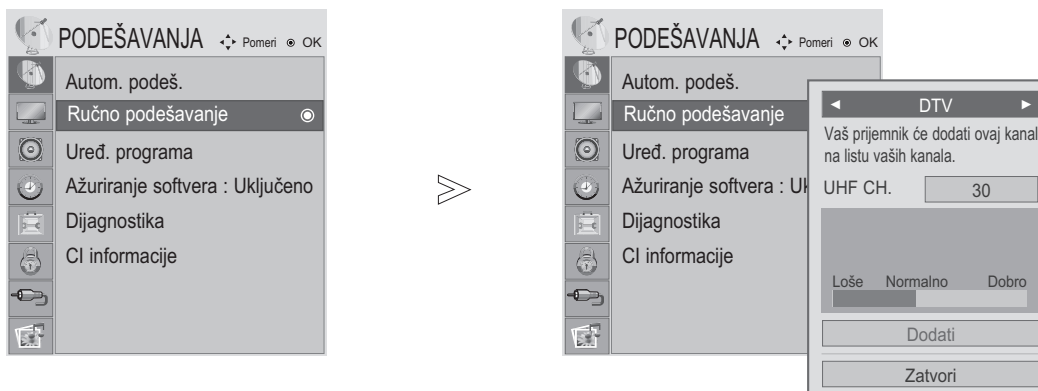 PODEŠAVANJA Pomeri OK
Autom. podeš.
Ručno podešavanje
Uređ. programa
Ažuriranje softvera : Uključeno
Dijagnostika
CI informacije
PODEŠAVANJA Pomeri OK
Autom. podeš.
Ručno podešavanje
Uređ. programa
Ažuriranje softvera : Uk
Dijagnostika
CI informacije
◄ DTV ►
Vaš prijemnik će dodati ovaj kanal
na listu vaših kanala.
UHF CH. 30
Loše Normalno Dobro
Dodati
Zatvori